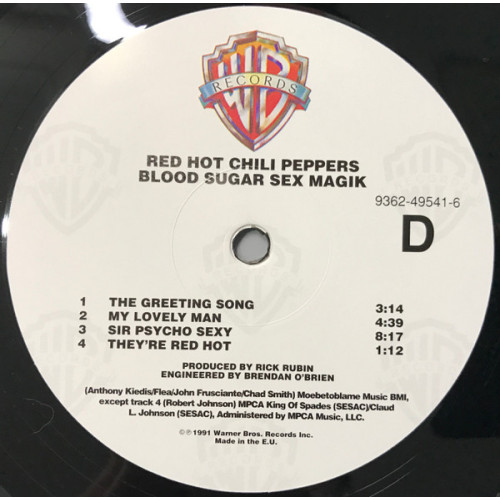 WB
RECORDS
RED HOT CHILI PEPPERS
BLOOD SUGAR SEX MAGIK
9362-49541-6
D
1 THE GREETING SONG 3:14
2 MY LOVELY MAN 4:39
3 SIR PSYCHO SEXY 8:17
4 THEY'RE RED HOT 1:12
PRODUCED BY RICK RUBIN
ENGINEERED BY BRENDAN O'BRIEN
(Anthony Kiedis/Flea/John Frusciante/Chad Smith) Moebetoblame Music BMI,
except track 4 (Robert Johnson) MPCA King Of Spades (SESAC)/Claud
L. Johnson (SESAC), Administered by MPCA Music, LLC.
©℗1991 Warner Bros. Records Inc.
Made in the E.U.